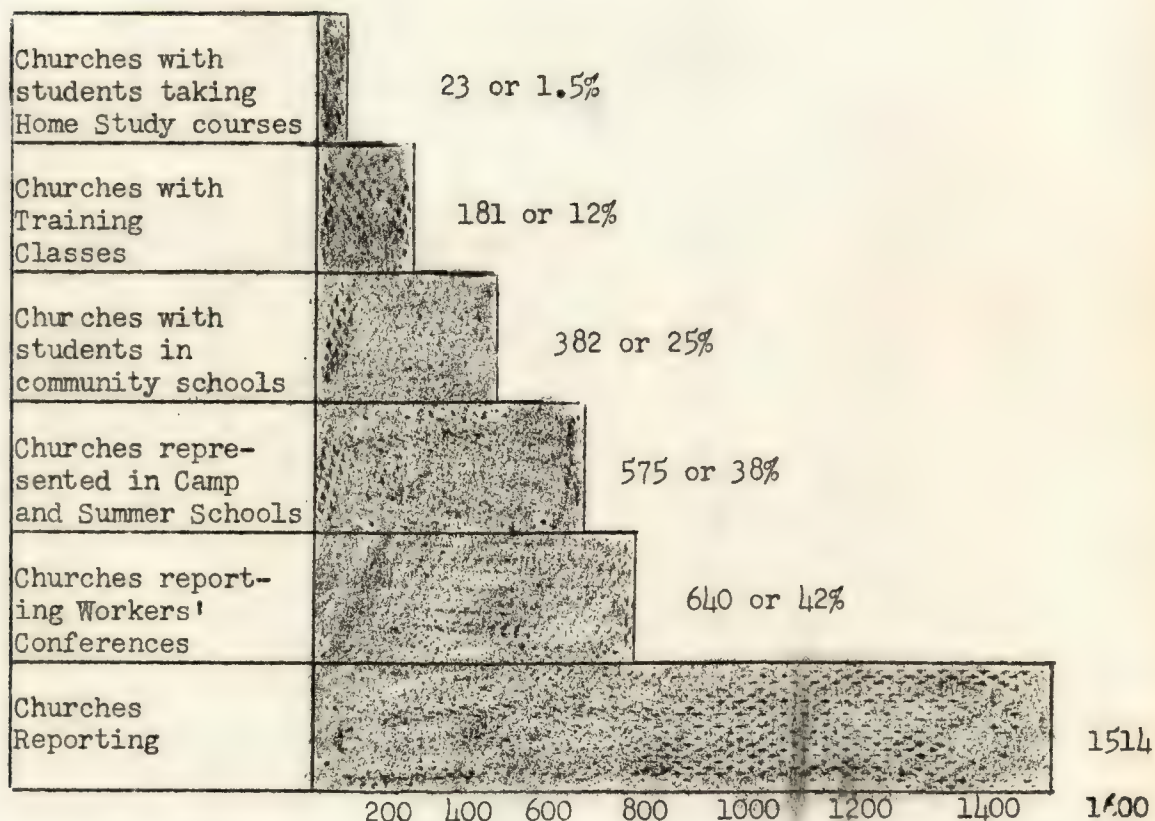 Churches with
students taking
Home Study courses
23 or 1.5%
Churches with
Training
Classes
181 or 12%
Churches with
students in
community schools
382 or 25%
Churches repre-
sented in Camp
and Summer Schools
575 or 38%
Churches report-
ing Workers'
Conferences
640 or 42%
Churches
Reporting
1514
200 400 600 800 1000 1200 1400 1600